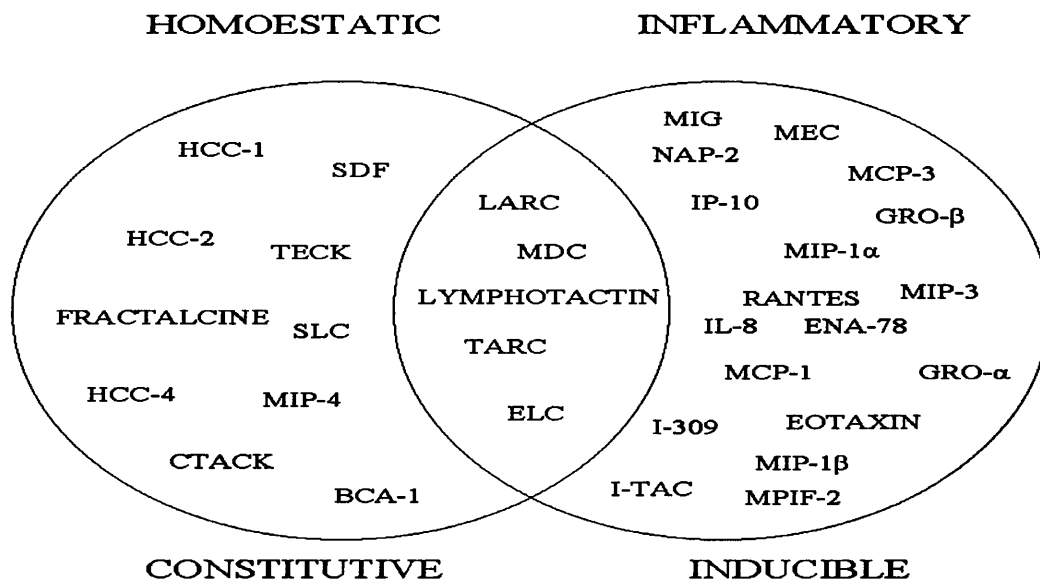 HOMOESTATIC
INFLAMMATORY
HCC-1
SDF
HCC-2
TECK
FRACTALCINE
SLC
HCC-4
MIP-4
CTACK
BCA-1
LARC
MDC
LYMPHOTACTIN
TARC
ELC
MIG
MEC
NAP-2
MCP-3
IP-10
GRO-β
MIP-1α
RANTES
MIP-3
IL-8
ENA-78
MCP-1
GRO-α
I-309
EOTAXIN
MIP-1β
I-TAC
MPIF-2
CONSTITUTIVE
INDUCIBLE